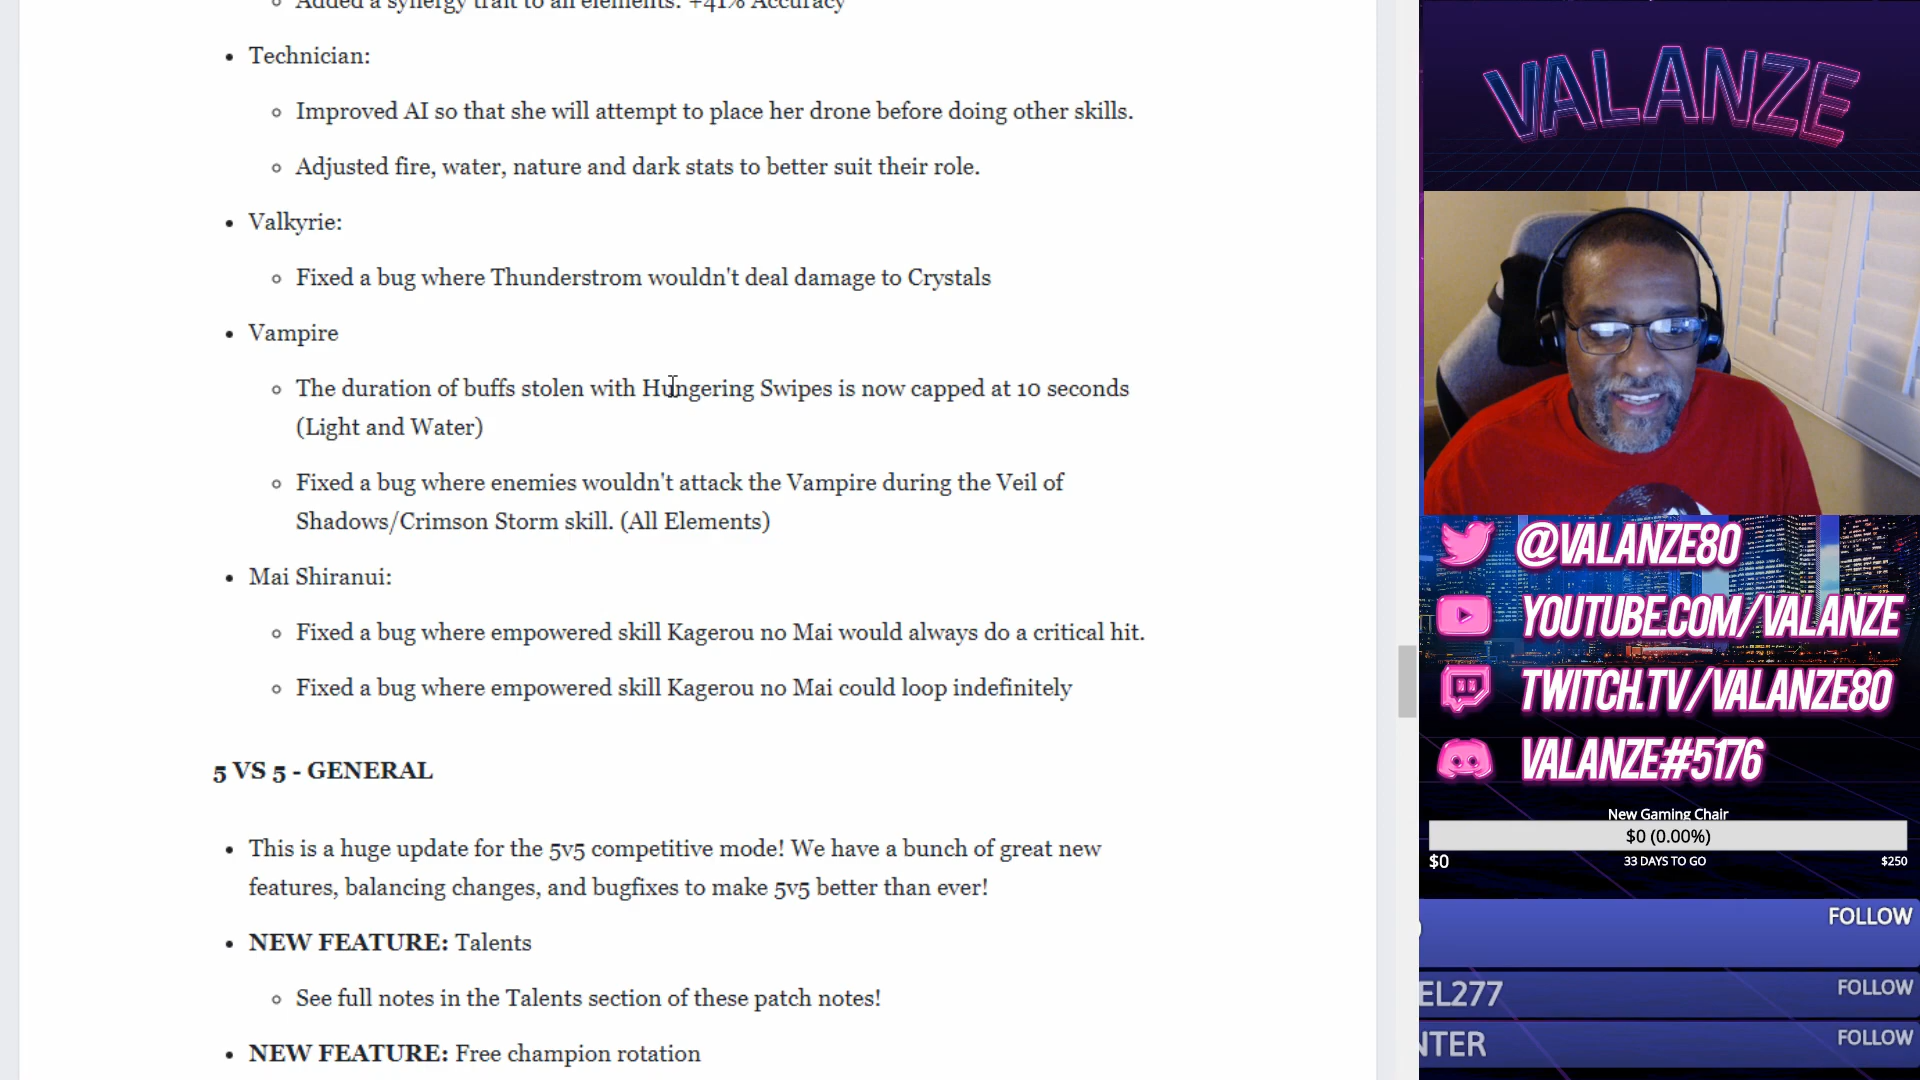 Added a synergy trait to all elements: +41% Accuracy
Technician:
Improved AI so that she will attempt to place her drone before doing other skills.
Adjusted fire, water, nature and dark stats to better suit their role.
Valkyrie:
Fixed a bug where Thunderstrom wouldn't deal damage to Crystals
Vampire
The duration of buffs stolen with Hungering Swipes is now capped at 10 seconds
(Light and Water)
Fixed a bug where enemies wouldn't attack the Vampire during the Veil of
Shadows/Crimson Storm skill. (All Elements)
Mai Shiranui:
Fixed a bug where empowered skill Kagerou no Mai would always do a critical hit.
Fixed a bug where empowered skill Kagerou no Mai could loop indefinitely
5 VS 5 - GENERAL
This is a huge update for the 5v5 competitive mode! We have a bunch of great new
features, balancing changes, and bugfixes to make 5v5 better than ever!
NEW FEATURE: Talents
See full notes in the Talents section of these patch notes!
NEW FEATURE: Free champion rotation
VALANZE
@VALANZE80
YOUTUBE.COM/VALANZE
TWITCH.TV/VALANZE80
VALANZE#5176
New Gaming Chair
$0 (0.00%)
$0 33 DAYS TO GO $250
FOLLOW
EL277 FOLLOW
NTER FOLLOW